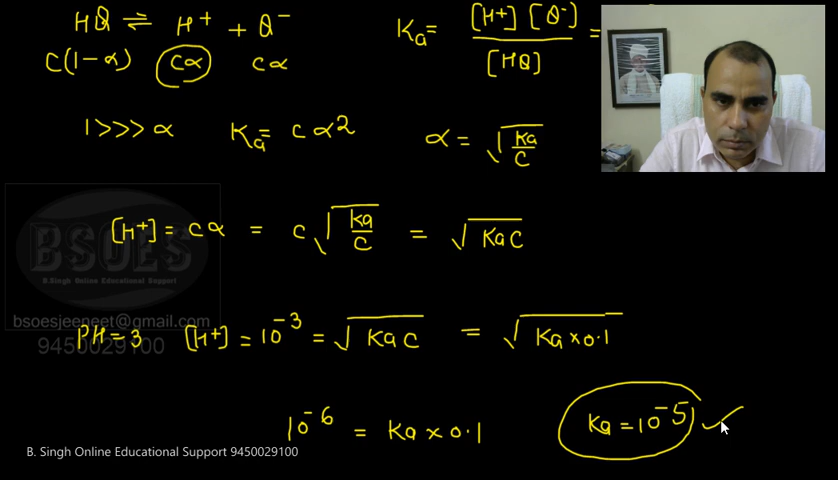 HQ ⇌ H⁺ + Q⁻
C(1-α) Cα Cα
Ka = [H⁺][Q⁻] / [HQ] =
1>>>α Ka = Cα² α = √(Ka/C)
[H⁺] = Cα = C√(Ka/C) = √KaC
BSOES
B.Singh Online Educational Support
bsoesjeeneet@gmail.com
9450029100
PH=3 [H⁺] = 10⁻³ = √KaC = √Ka×0.1
10⁻⁶ = Ka×0.1 Ka=10⁻⁵ ✓
B. Singh Online Educational Support 9450029100